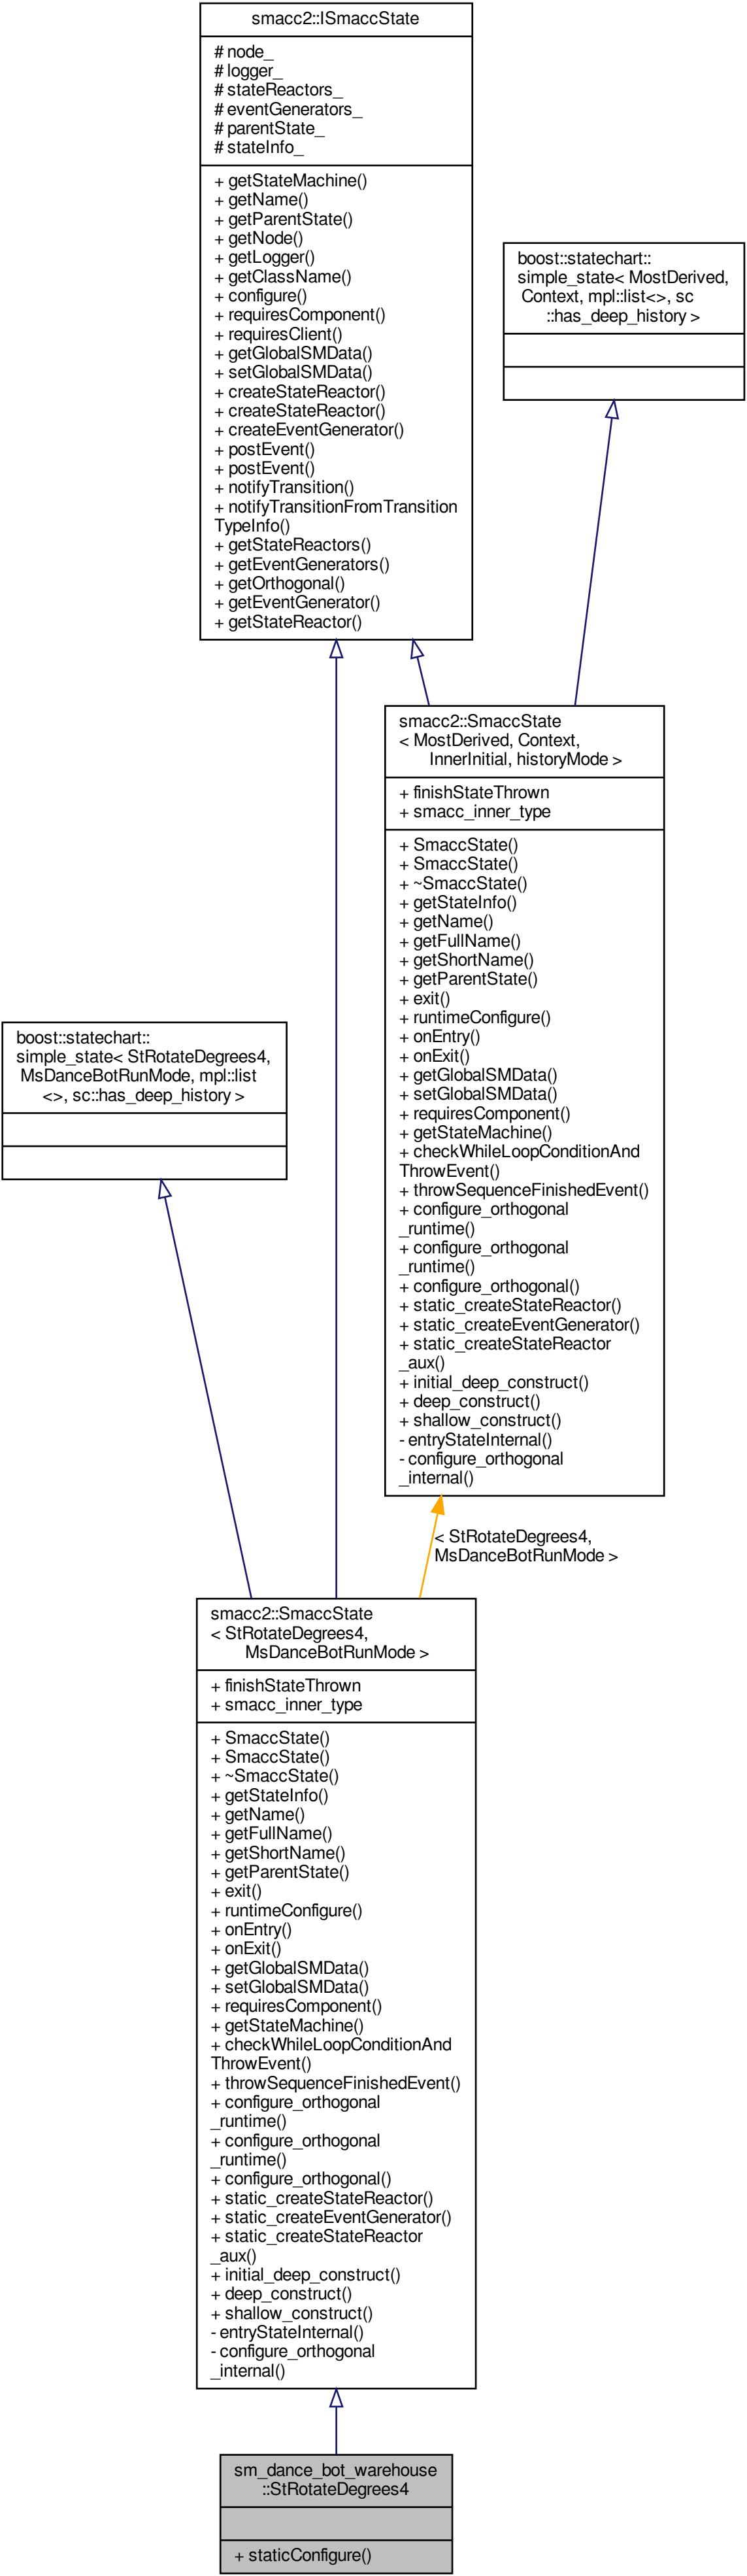 smacc2::ISmaccState
# node_
# logger_
# stateReactors_
# eventGenerators_
# parentState_
# stateInfo_
+ getStateMachine()
+ getName()
+ getParentState()
+ getNode()
+ getLogger()
+ getClassName()
+ configure()
+ requiresComponent()
+ requiresClient()
+ getGlobalSMData()
+ setGlobalSMData()
+ createStateReactor()
+ createStateReactor()
+ createEventGenerator()
+ postEvent()
+ postEvent()
+ notifyTransition()
+ notifyTransitionFromTransition
TypeInfo()
+ getStateReactors()
+ getEventGenerators()
+ getOrthogonal()
+ getEventGenerator()
+ getStateReactor()
boost::statechart::
simple_state< MostDerived,
Context, mpl::list<>, sc
::has_deep_history >
smacc2::SmaccState
< MostDerived, Context,
InnerInitial, historyMode >
+ finishStateThrown
+ smacc_inner_type
+ SmaccState()
+ SmaccState()
+ ~SmaccState()
+ getStateInfo()
+ getName()
+ getFullName()
+ getShortName()
+ getParentState()
+ exit()
+ runtimeConfigure()
+ onEntry()
+ onExit()
+ getGlobalSMData()
+ setGlobalSMData()
+ requiresComponent()
+ getStateMachine()
+ checkWhileLoopConditionAnd
ThrowEvent()
+ throwSequenceFinishedEvent()
+ configure_orthogonal
_runtime()
+ configure_orthogonal
_runtime()
+ configure_orthogonal()
+ static_createStateReactor()
+ static_createEventGenerator()
+ static_createStateReactor
_aux()
+ initial_deep_construct()
+ deep_construct()
+ shallow_construct()
- entryStateInternal()
- configure_orthogonal
_internal()
boost::statechart::
simple_state< StRotateDegrees4,
MsDanceBotRunMode, mpl::list
<>, sc::has_deep_history >
< StRotateDegrees4,
MsDanceBotRunMode >
smacc2::SmaccState
< StRotateDegrees4,
MsDanceBotRunMode >
+ finishStateThrown
+ smacc_inner_type
+ SmaccState()
+ SmaccState()
+ ~SmaccState()
+ getStateInfo()
+ getName()
+ getFullName()
+ getShortName()
+ getParentState()
+ exit()
+ runtimeConfigure()
+ onEntry()
+ onExit()
+ getGlobalSMData()
+ setGlobalSMData()
+ requiresComponent()
+ getStateMachine()
+ checkWhileLoopConditionAnd
ThrowEvent()
+ throwSequenceFinishedEvent()
+ configure_orthogonal
_runtime()
+ configure_orthogonal
_runtime()
+ configure_orthogonal()
+ static_createStateReactor()
+ static_createEventGenerator()
+ static_createStateReactor
_aux()
+ initial_deep_construct()
+ deep_construct()
+ shallow_construct()
- entryStateInternal()
- configure_orthogonal
_internal()
sm_dance_bot_warehouse
::StRotateDegrees4
+ staticConfigure()